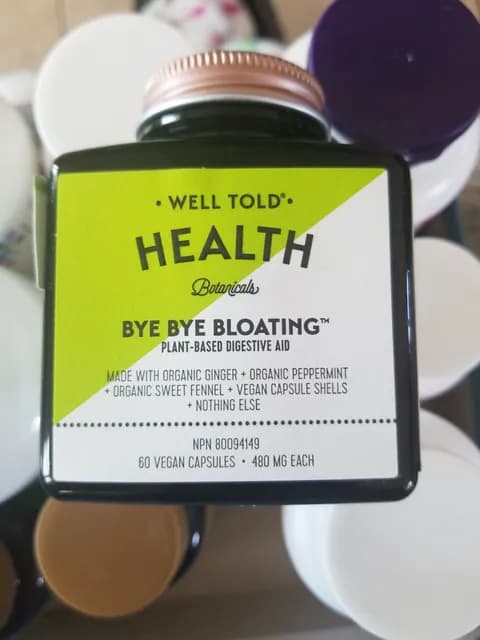 • WELL TOLD® •
HEALTH
Botanicals
BYE BYE BLOATING™
PLANT-BASED DIGESTIVE AID
MADE WITH ORGANIC GINGER + ORGANIC PEPPERMINT
+ ORGANIC SWEET FENNEL + VEGAN CAPSULE SHELLS
+ NOTHING ELSE
NPN 80094149
60 VEGAN CAPSULES • 480 MG EACH